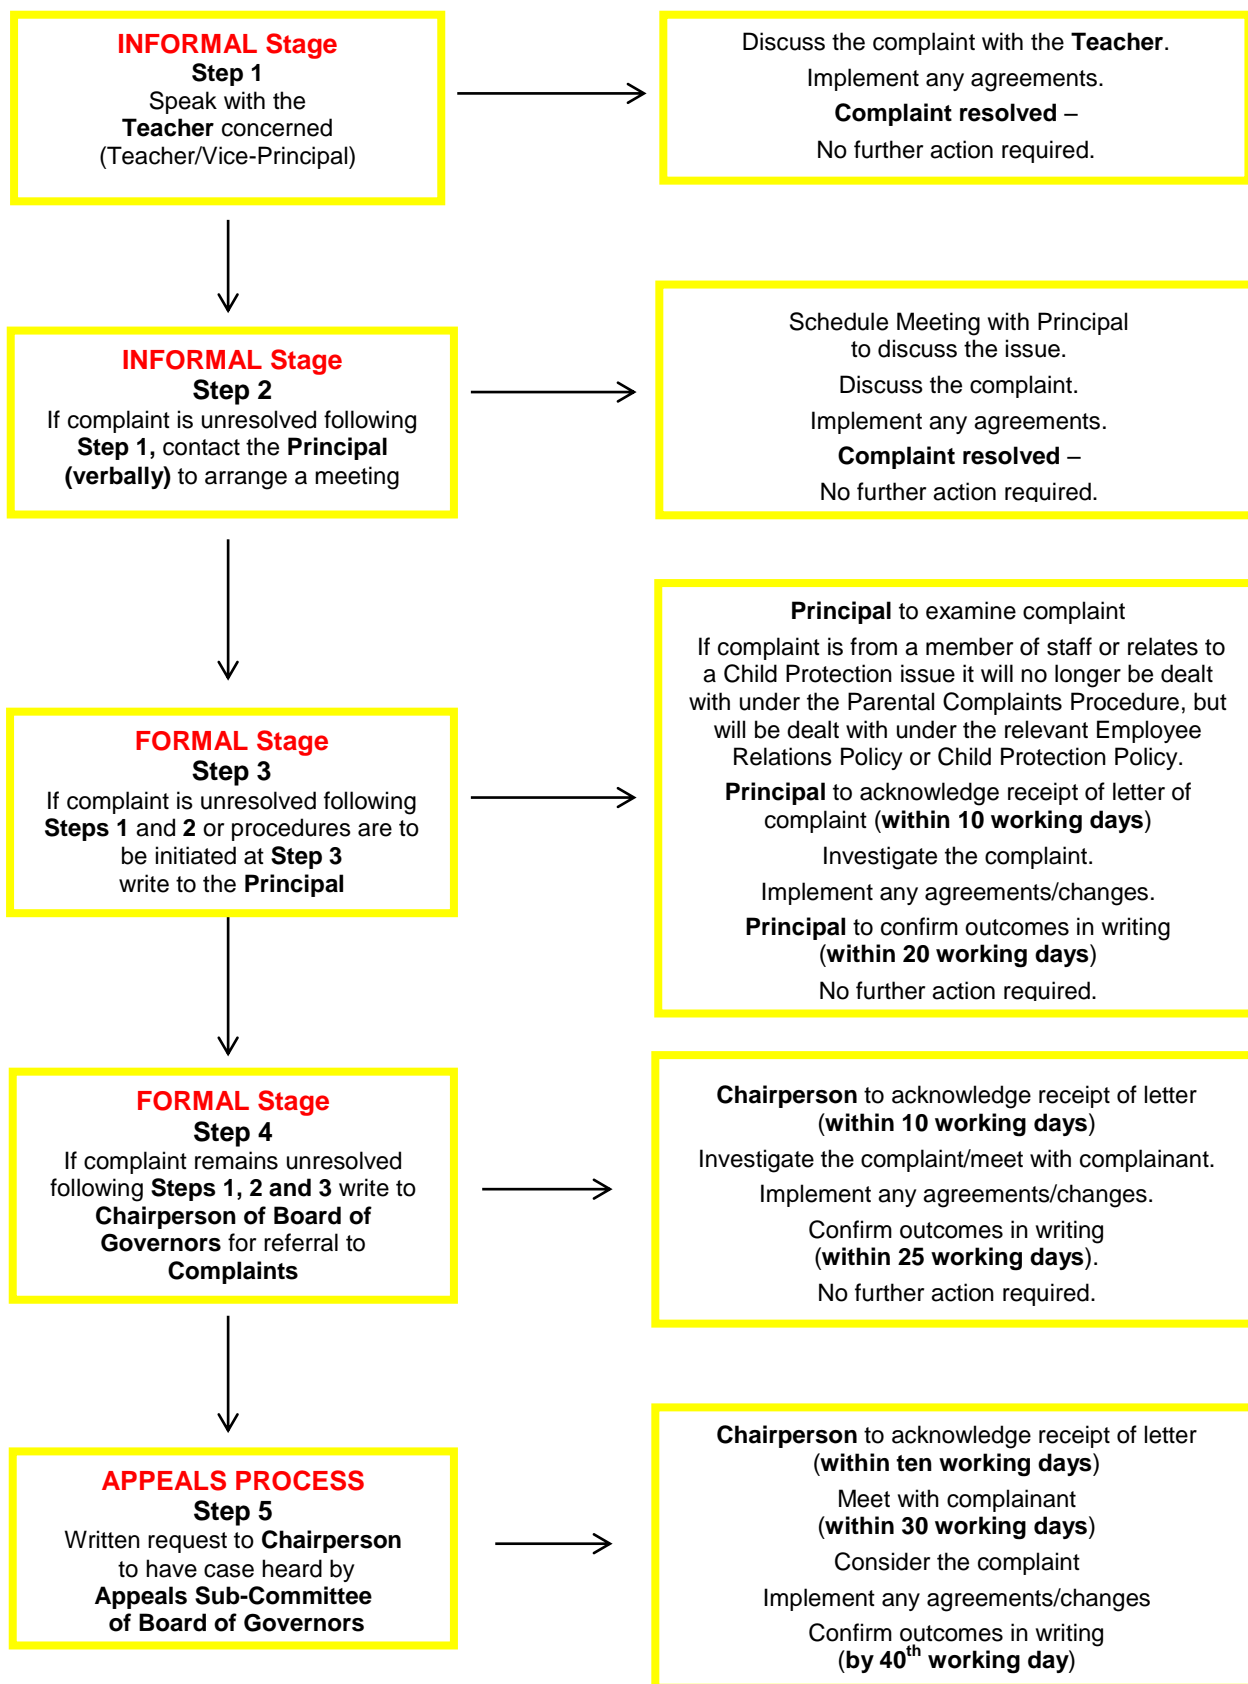 INFORMAL Stage
Step 1
Speak with the
Teacher concerned
(Teacher/Vice-Principal)
Discuss the complaint with the Teacher.
Implement any agreements.
Complaint resolved –
No further action required.
INFORMAL Stage
Step 2
If complaint is unresolved following
Step 1, contact the Principal
(verbally) to arrange a meeting
Schedule Meeting with Principal
to discuss the issue.
Discuss the complaint.
Implement any agreements.
Complaint resolved –
No further action required.
FORMAL Stage
Step 3
If complaint is unresolved following
Steps 1 and 2 or procedures are to
be initiated at Step 3
write to the Principal
Principal to examine complaint
If complaint is from a member of staff or relates to
a Child Protection issue it will no longer be dealt
with under the Parental Complaints Procedure, but
will be dealt with under the relevant Employee
Relations Policy or Child Protection Policy.
Principal to acknowledge receipt of letter of
complaint (within 10 working days)
Investigate the complaint.
Implement any agreements/changes.
Principal to confirm outcomes in writing
(within 20 working days)
No further action required.
FORMAL Stage
Step 4
If complaint remains unresolved
following Steps 1, 2 and 3 write to
Chairperson of Board of
Governors for referral to
Complaints
Chairperson to acknowledge receipt of letter
(within 10 working days)
Investigate the complaint/meet with complainant.
Implement any agreements/changes.
Confirm outcomes in writing
(within 25 working days).
No further action required.
APPEALS PROCESS
Step 5
Written request to Chairperson
to have case heard by
Appeals Sub-Committee
of Board of Governors
Chairperson to acknowledge receipt of letter
(within ten working days)
Meet with complainant
(within 30 working days)
Consider the complaint
Implement any agreements/changes
Confirm outcomes in writing
(by 40th working day)